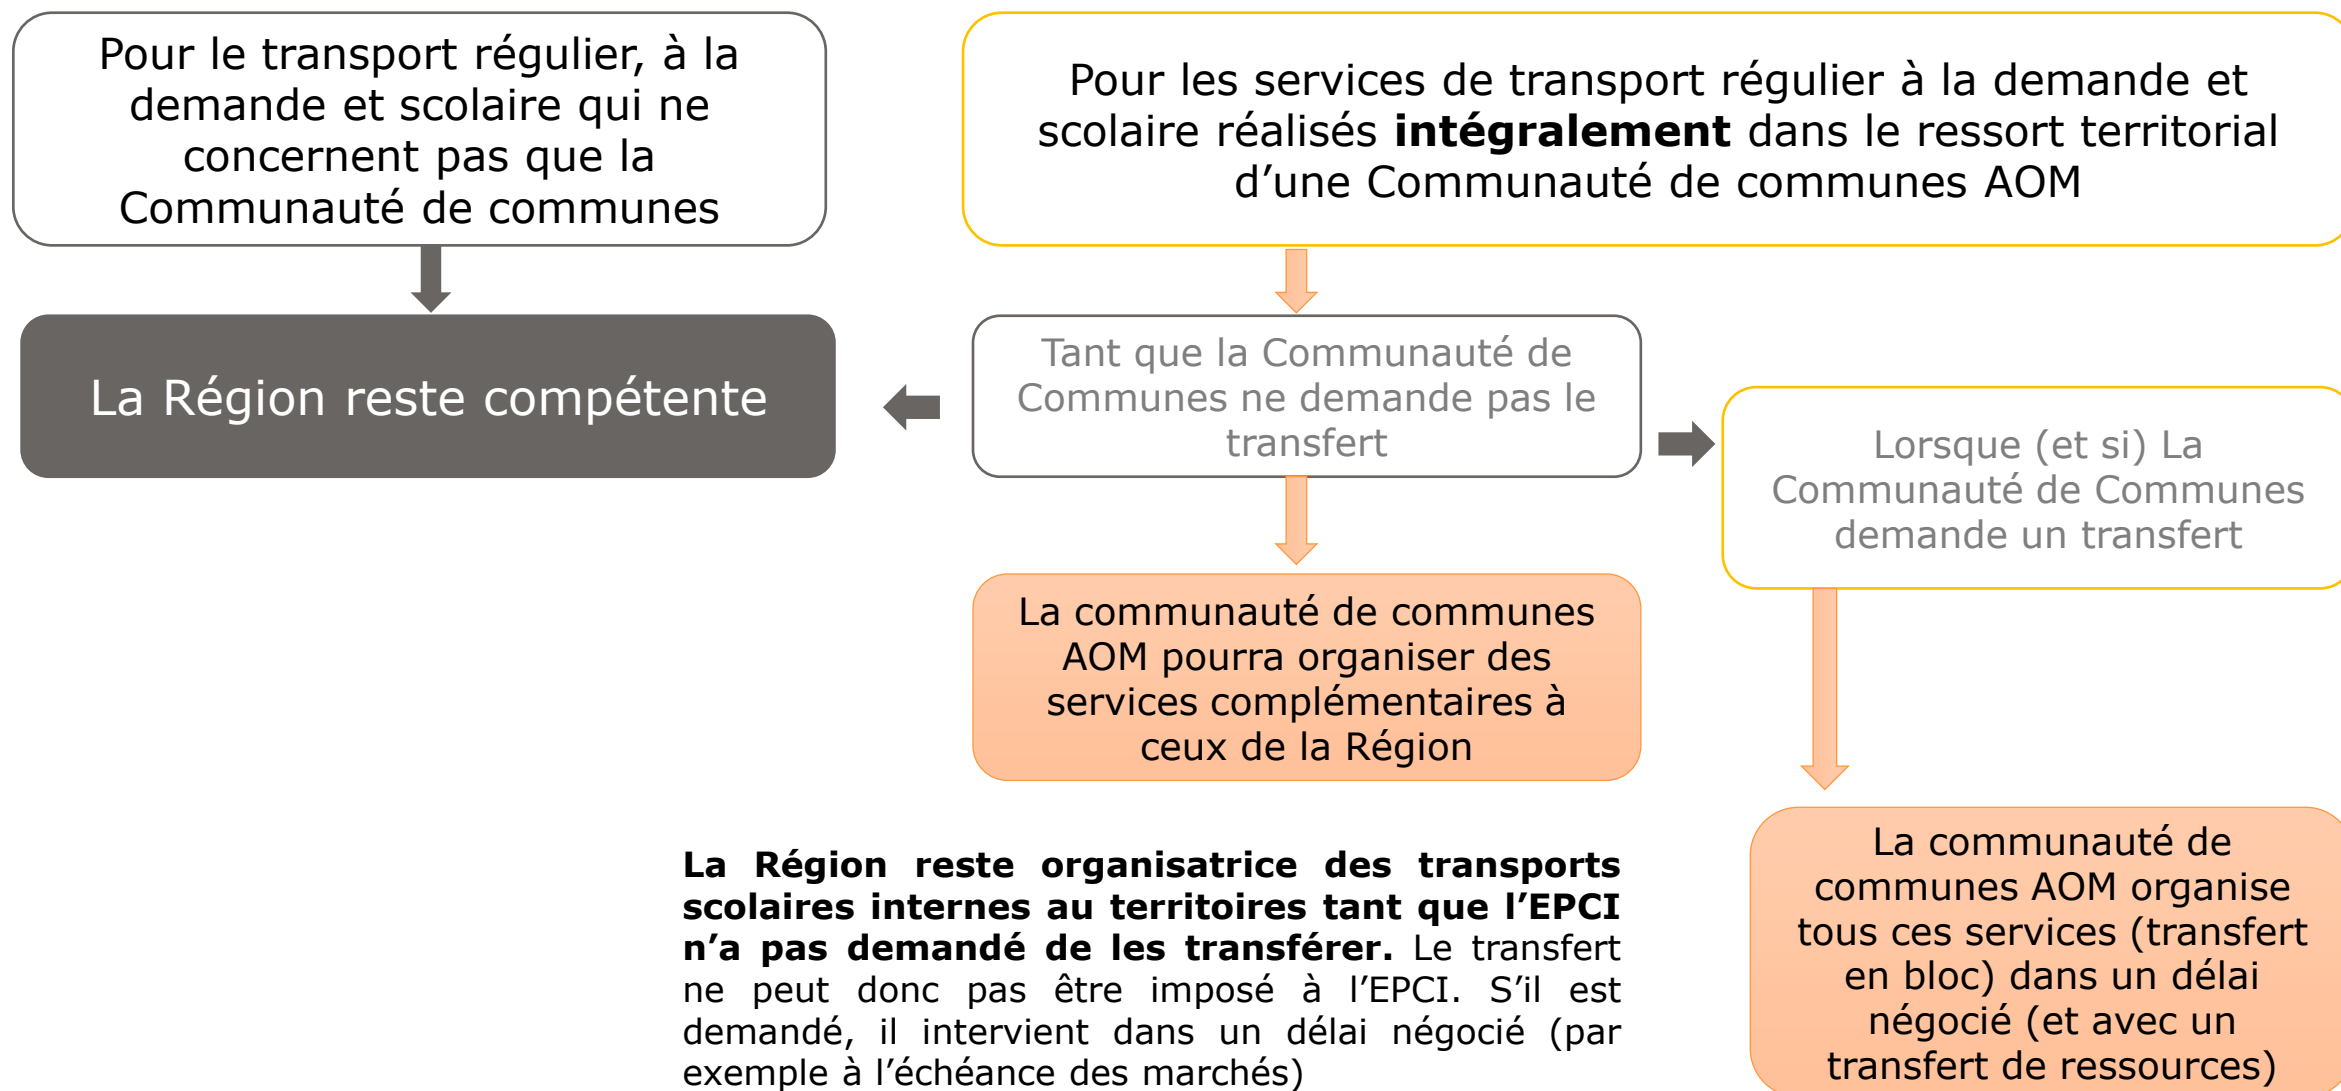 Pour le transport régulier, à la
demande et scolaire qui ne
concernent pas que la
Communauté de communes
Pour les services de transport régulier à la demande et
scolaire réalisés intégralement dans le ressort territorial
d’une Communauté de communes AOM
La Région reste compétente
Tant que la Communauté de
Communes ne demande pas le
transfert
Lorsque (et si) La
Communauté de Communes
demande un transfert
La communauté de communes
AOM pourra organiser des
services complémentaires à
ceux de la Région
La Région reste organisatrice des transports
scolaires internes au territoires tant que l’EPCI
n’a pas demandé de les transférer. Le transfert
ne peut donc pas être imposé à l’EPCI. S’il est
demandé, il intervient dans un délai négocié (par
exemple à l’échéance des marchés)
La communauté de
communes AOM organise
tous ces services (transfert
en bloc) dans un délai
négocié (et avec un
transfert de ressources)